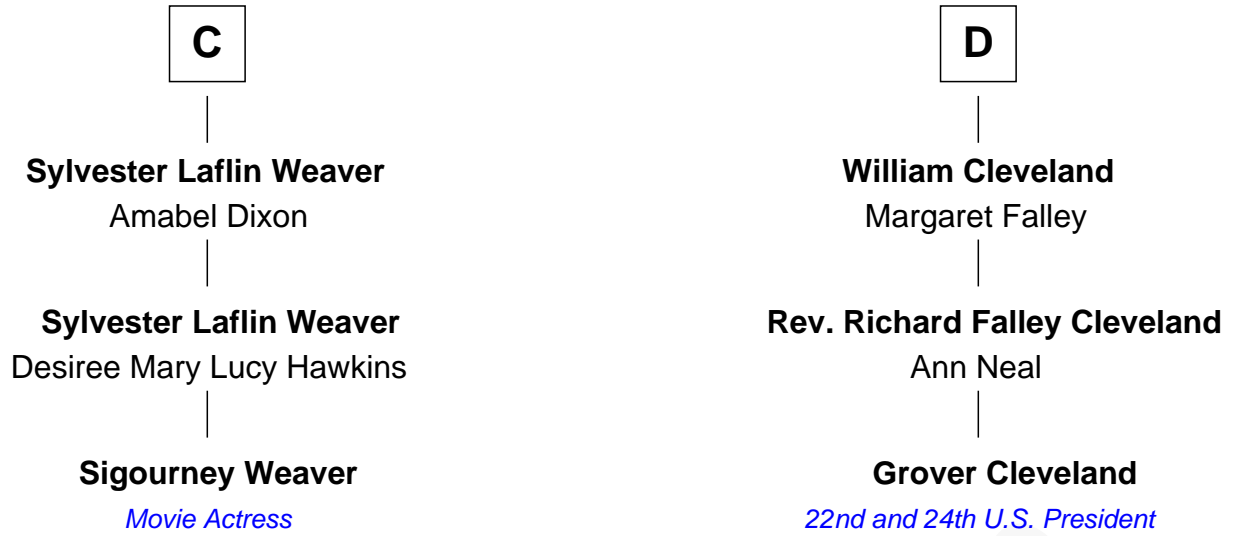 C
Sylvester Laflin Weaver
Amabel Dixon
Sylvester Laflin Weaver
Desiree Mary Lucy Hawkins
Sigourney Weaver
Movie Actress
D
William Cleveland
Margaret Falley
Rev. Richard Falley Cleveland
Ann Neal
Grover Cleveland
22nd and 24th U.S. President